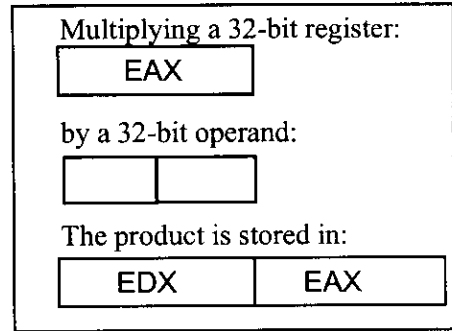 Multiplying a 32-bit register:
EAX
by a 32-bit operand:
The product is stored in:
EDX EAX